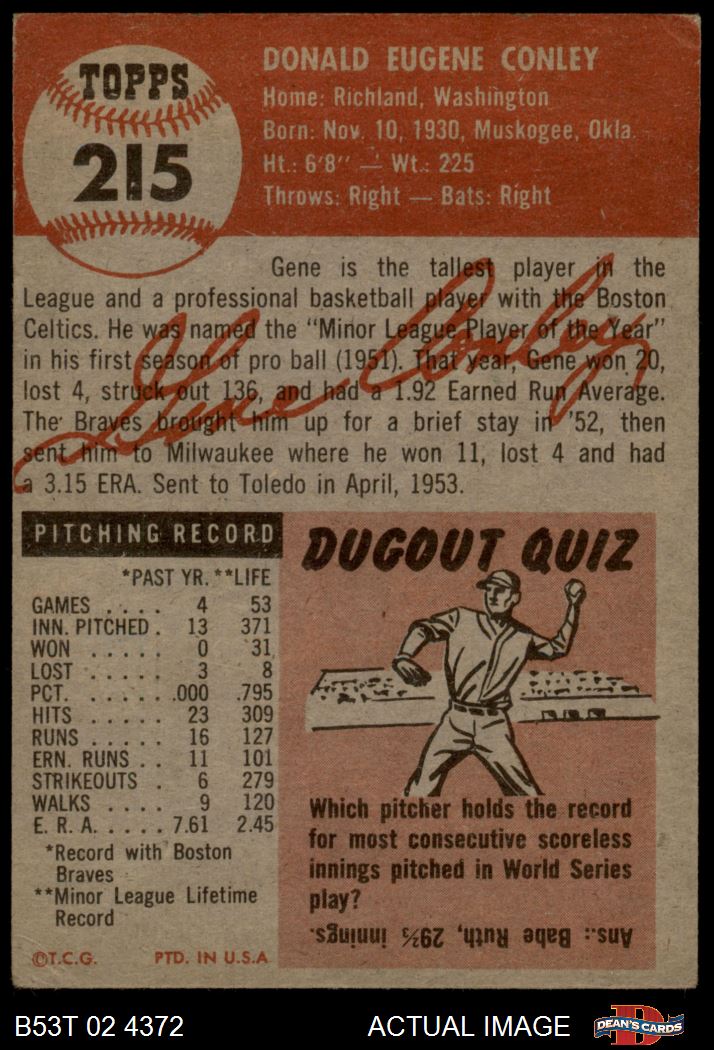 TOPPS
215
DONALD EUGENE CONLEY
Home: Richland, Washington
Born: Nov. 10, 1930, Muskogee, Okla.
Ht.: 6'8" — Wt.: 225
Throws: Right — Bats: Right
Gene is the tallest player in the
League and a professional basketball player with the Boston
Celtics. He was named the "Minor League Player of the Year"
in his first season of pro ball (1951). That year, Gene won 20,
lost 4, struck out 136, and had a 1.92 Earned Run Average.
The Braves brought him up for a brief stay in '52, then
sent him to Milwaukee where he won 11, lost 4 and had
a 3.15 ERA. Sent to Toledo in April, 1953.
Gene Conley
PITCHING RECORD
*PAST YR. **LIFE
GAMES . . . . 4 53
INN. PITCHED . 13 371
WON . . . . . 0 31
LOST . . . . . 3 8
PCT. . . . . . .000 .795
HITS . . . . . 23 309
RUNS . . . . . 16 127
ERN. RUNS . . 11 101
STRIKEOUTS . 6 279
WALKS . . . . 9 120
E. R. A. . . . . . 7.61 2.45
*Record with Boston
Braves
**Minor League Lifetime
Record
©T.C.G. PTD. IN U.S.A
DUGOUT QUIZ
Which pitcher holds the record
for most consecutive scoreless
innings pitched in World Series
play?
Ans.: Babe Ruth, 29⅔ innings.
B53T 02 4372
ACTUAL IMAGE
D
DEAN'S CARDS